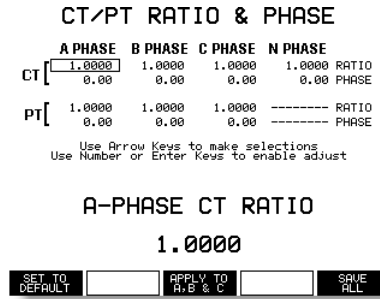 CT/PT RATIO & PHASE
A PHASE B PHASE C PHASE N PHASE
CT [ 1.0000 1.0000 1.0000 1.0000 RATIO
0.00 0.00 0.00 0.00 PHASE
PT [ 1.0000 1.0000 1.0000 -------- RATIO
0.00 0.00 0.00 -------- PHASE
Use Arrow Keys to make selections
Use Number or Enter Keys to enable adjust
A-PHASE CT RATIO
1.0000
SET TO DEFAULT APPLY TO A,B & C SAVE ALL